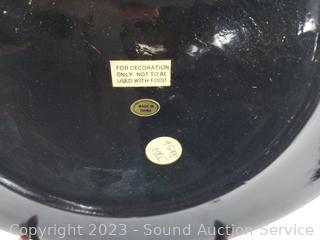 FOR DECORATION
ONLY NOT TO BE
USED WITH FOOD.
MADE IN
CHINA
Copyright 2023 - Sound Auction Service